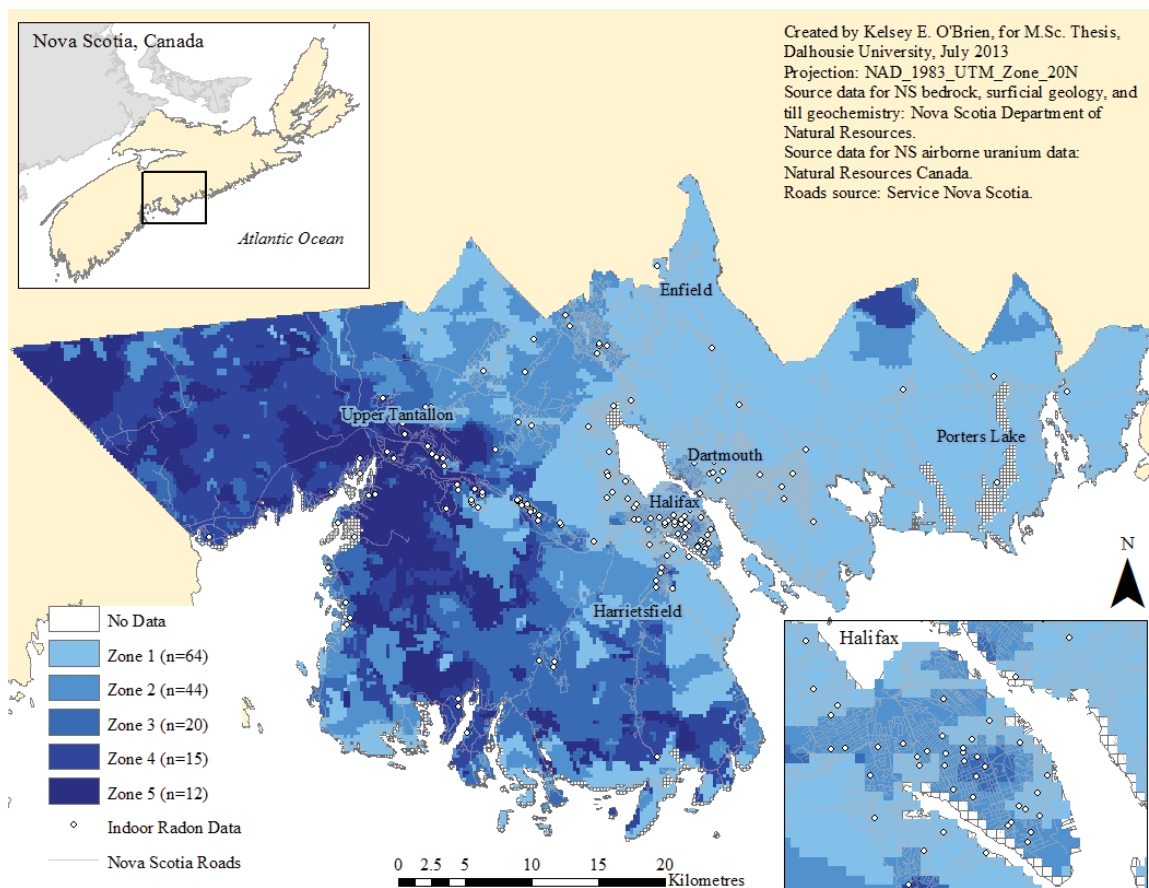 Nova Scotia, Canada
Atlantic Ocean
Created by Kelsey E. O'Brien, for M.Sc. Thesis,
Dalhousie University, July 2013
Projection: NAD_1983_UTM_Zone_20N
Source data for NS bedrock, surficial geology, and
till geochemistry: Nova Scotia Department of
Natural Resources.
Source data for NS airborne uranium data:
Natural Resources Canada.
Roads source: Service Nova Scotia.
Enfield
Upper Tantallon
Porters Lake
Dartmouth
Halifax
Harrietsfield
N
No Data
Zone 1 (n=64)
Zone 2 (n=44)
Zone 3 (n=20)
Zone 4 (n=15)
Zone 5 (n=12)
Indoor Radon Data
Nova Scotia Roads
0 2.5 5 10 15 20
Kilometres
Halifax